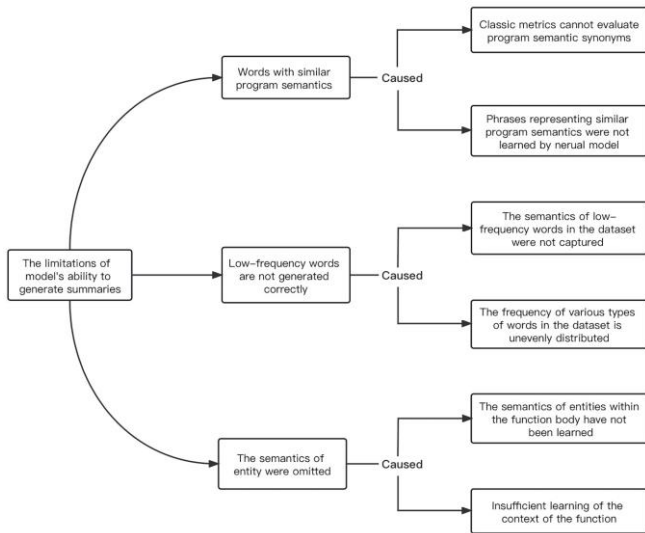 Classic metrics cannot evaluate
program semantic synonyms
Words with similar
program semantics
Caused
Phrases representing similar
program semantics were not
learned by nerual model
The semantics of low-
frequency words in the dataset
were not captured
The limitations of
model's ability to
generate summaries
Low-frequency words
are not generated
correctly
Caused
The frequency of various types
of words in the dataset is
unevenly distributed
The semantics of entities within
the function body have not
been learned
The semantics of
entity were omitted
Caused
Insufficient learning of the
context of the function